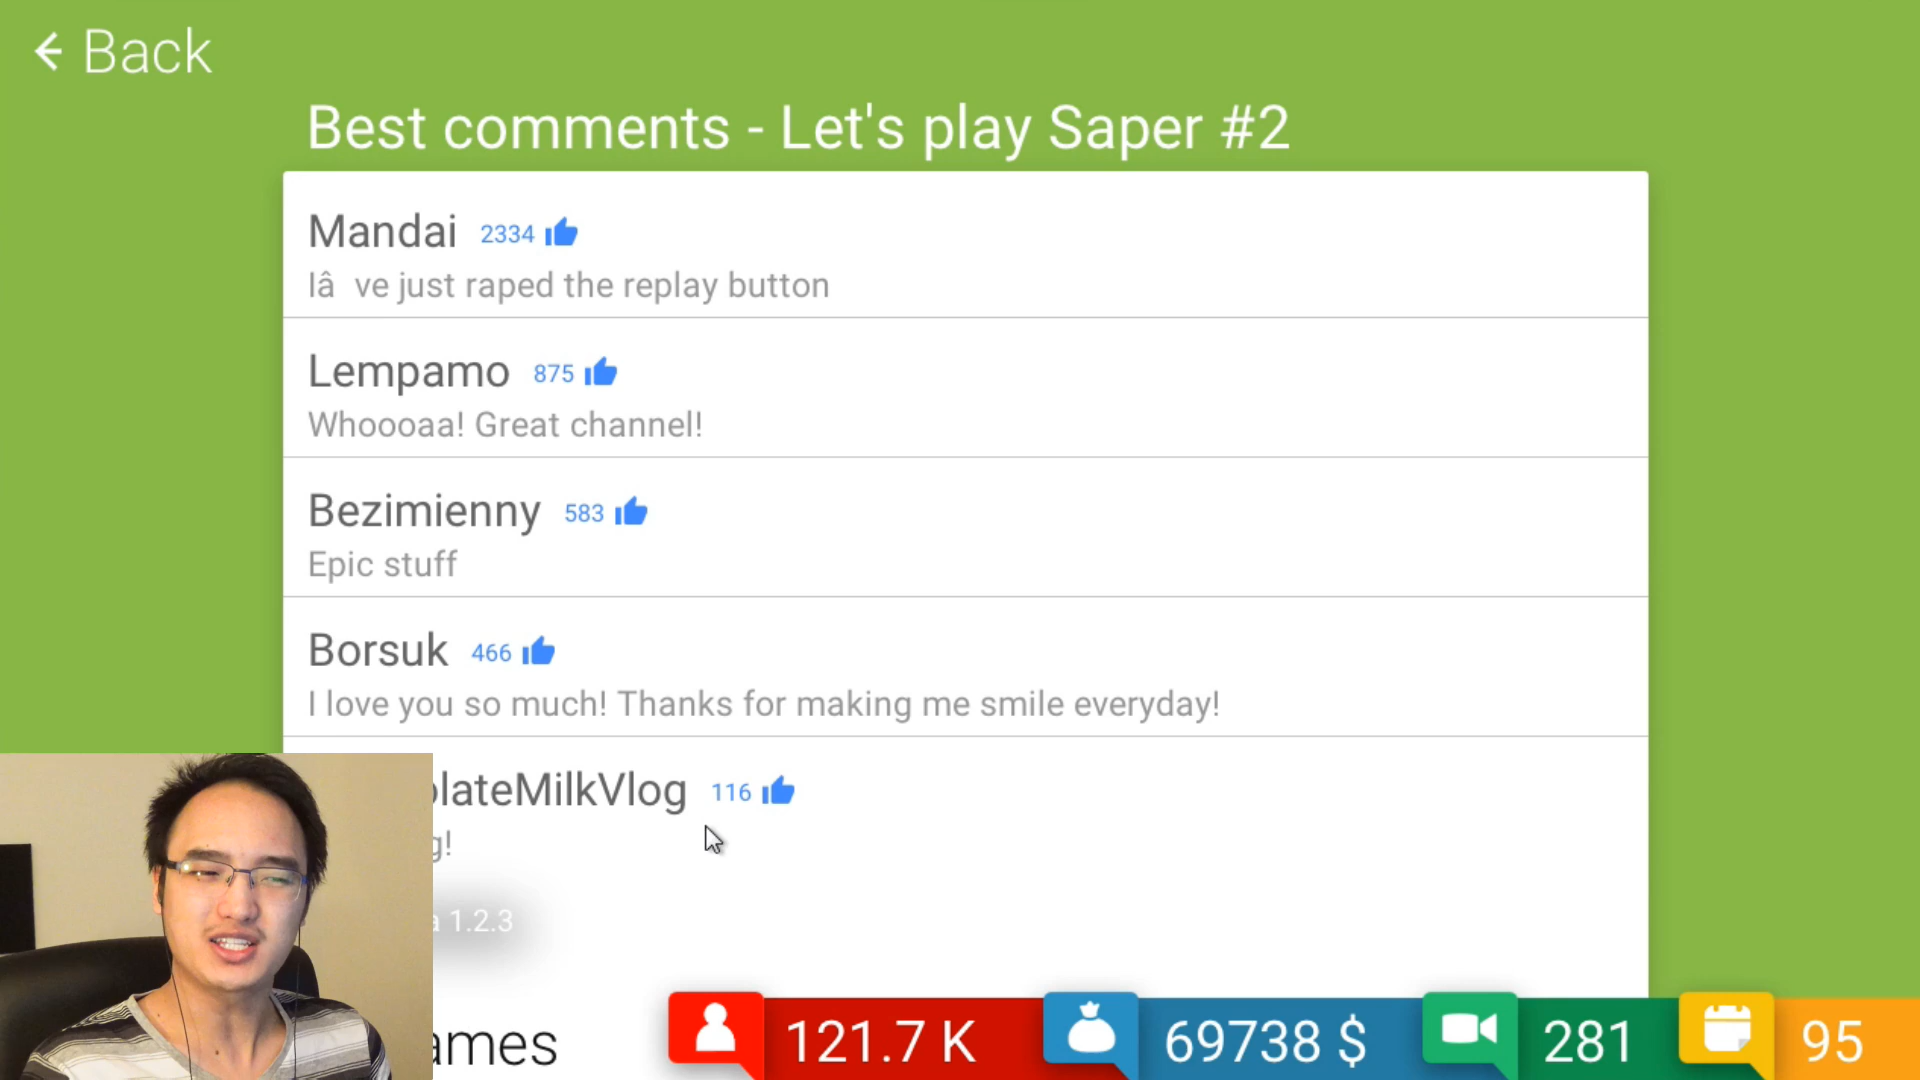 Back
Best comments - Let's play Saper #2
Mandai 2334
Iâ ve just raped the replay button
Lempamo 875
Whoooaa! Great channel!
Bezimienny 583
Epic stuff
Borsuk 466
I love you so much! Thanks for making me smile everyday!
olateMilkVlog 116
g!
a 1.2.3
ames
121.7 K
69738 $
281
95